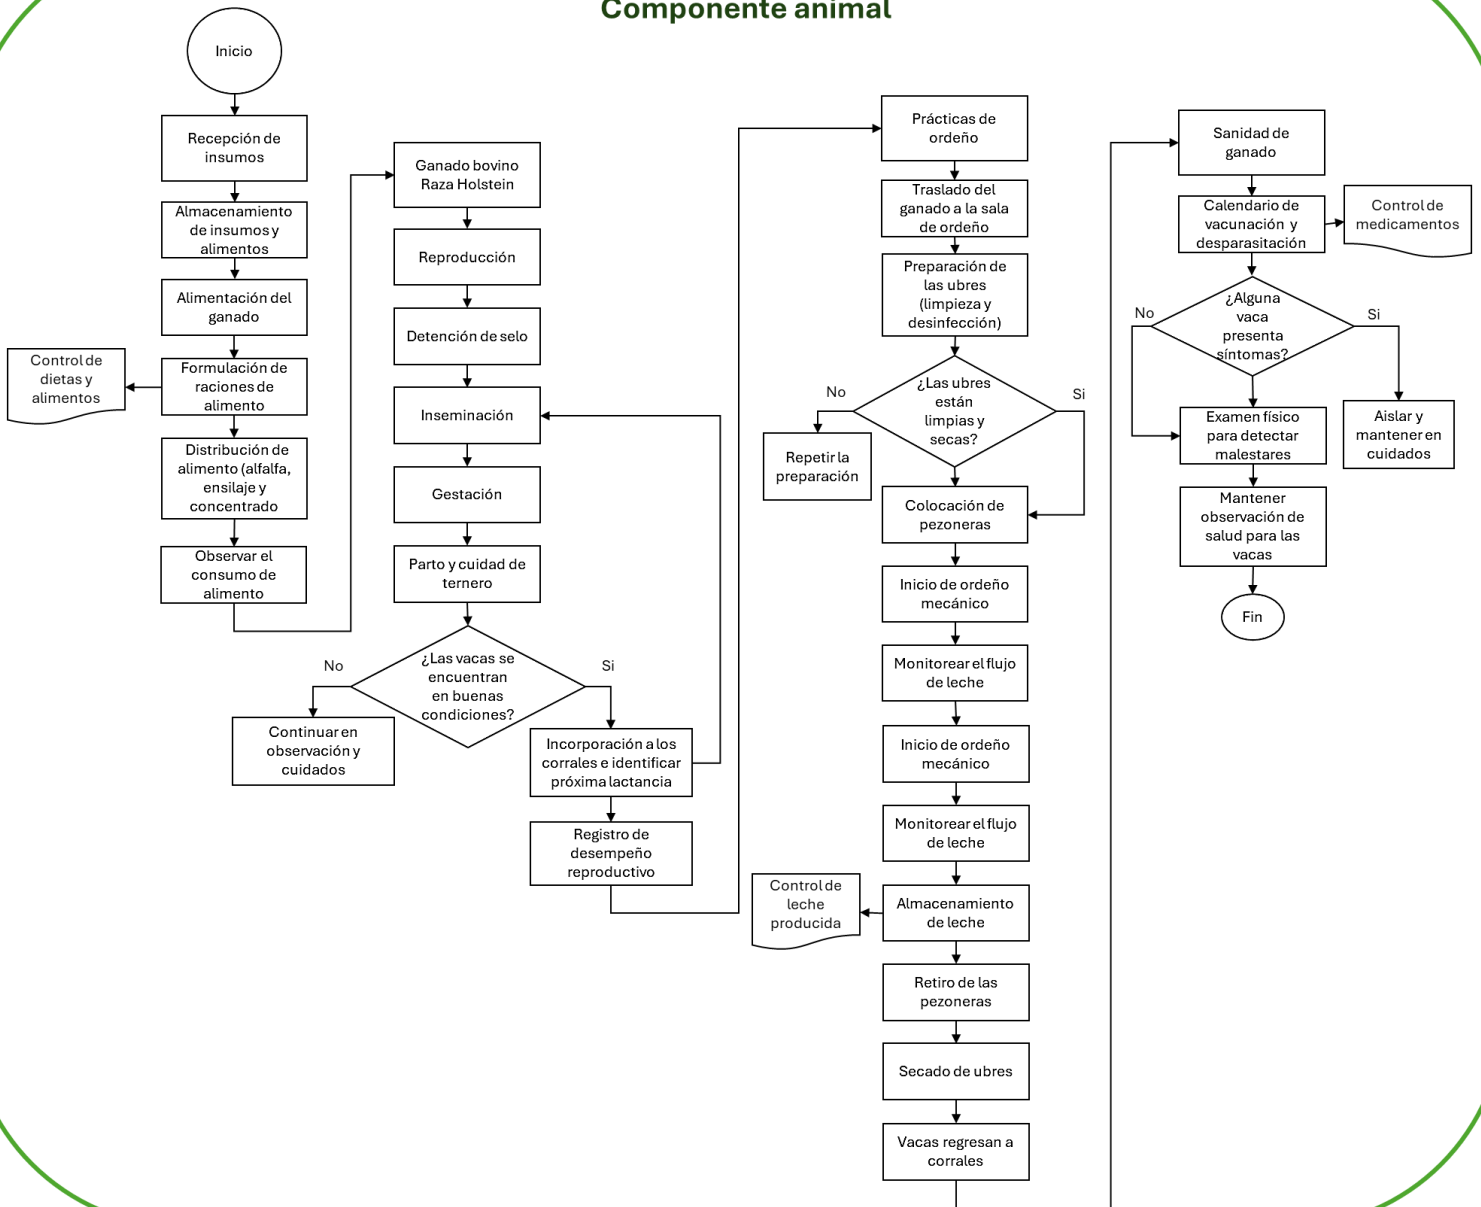 Componente animal
Inicio
Recepción de
insumos
Almacenamiento
de insumos y
alimentos
Alimentación del
ganado
Formulación de
raciones de
alimento
Control de
dietas y
alimentos
Distribución de
alimento (alfalfa,
ensilaje y
concentrado
Observar el
consumo de
alimento
Ganado bovino
Raza Holstein
Reproducción
Detención de selo
Inseminación
Gestación
Parto y cuidad de
ternero
¿Las vacas se
encuentran
en buenas
condiciones?
No
Si
Continuar en
observación y
cuidados
Incorporación a los
corrales e identificar
próxima lactancia
Registro de
desempeño
reproductivo
Prácticas de
ordeño
Traslado del
ganado a la sala
de ordeño
Preparación de
las ubres
(limpieza y
desinfección)
¿Las ubres
están
limpias y
secas?
No
Si
Repetir la
preparación
Colocación de
pezoneras
Inicio de ordeño
mecánico
Monitorear el flujo
de leche
Inicio de ordeño
mecánico
Monitorear el flujo
de leche
Almacenamiento
de leche
Control de
leche
producida
Retiro de las
pezoneras
Secado de ubres
Vacas regresan a
corrales
Sanidad de
ganado
Calendario de
vacunación y
desparasitación
Control de
medicamentos
¿Alguna
vaca
presenta
síntomas?
No
Si
Examen físico
para detectar
malestares
Aislar y
mantener en
cuidados
Mantener
observación de
salud para las
vacas
Fin